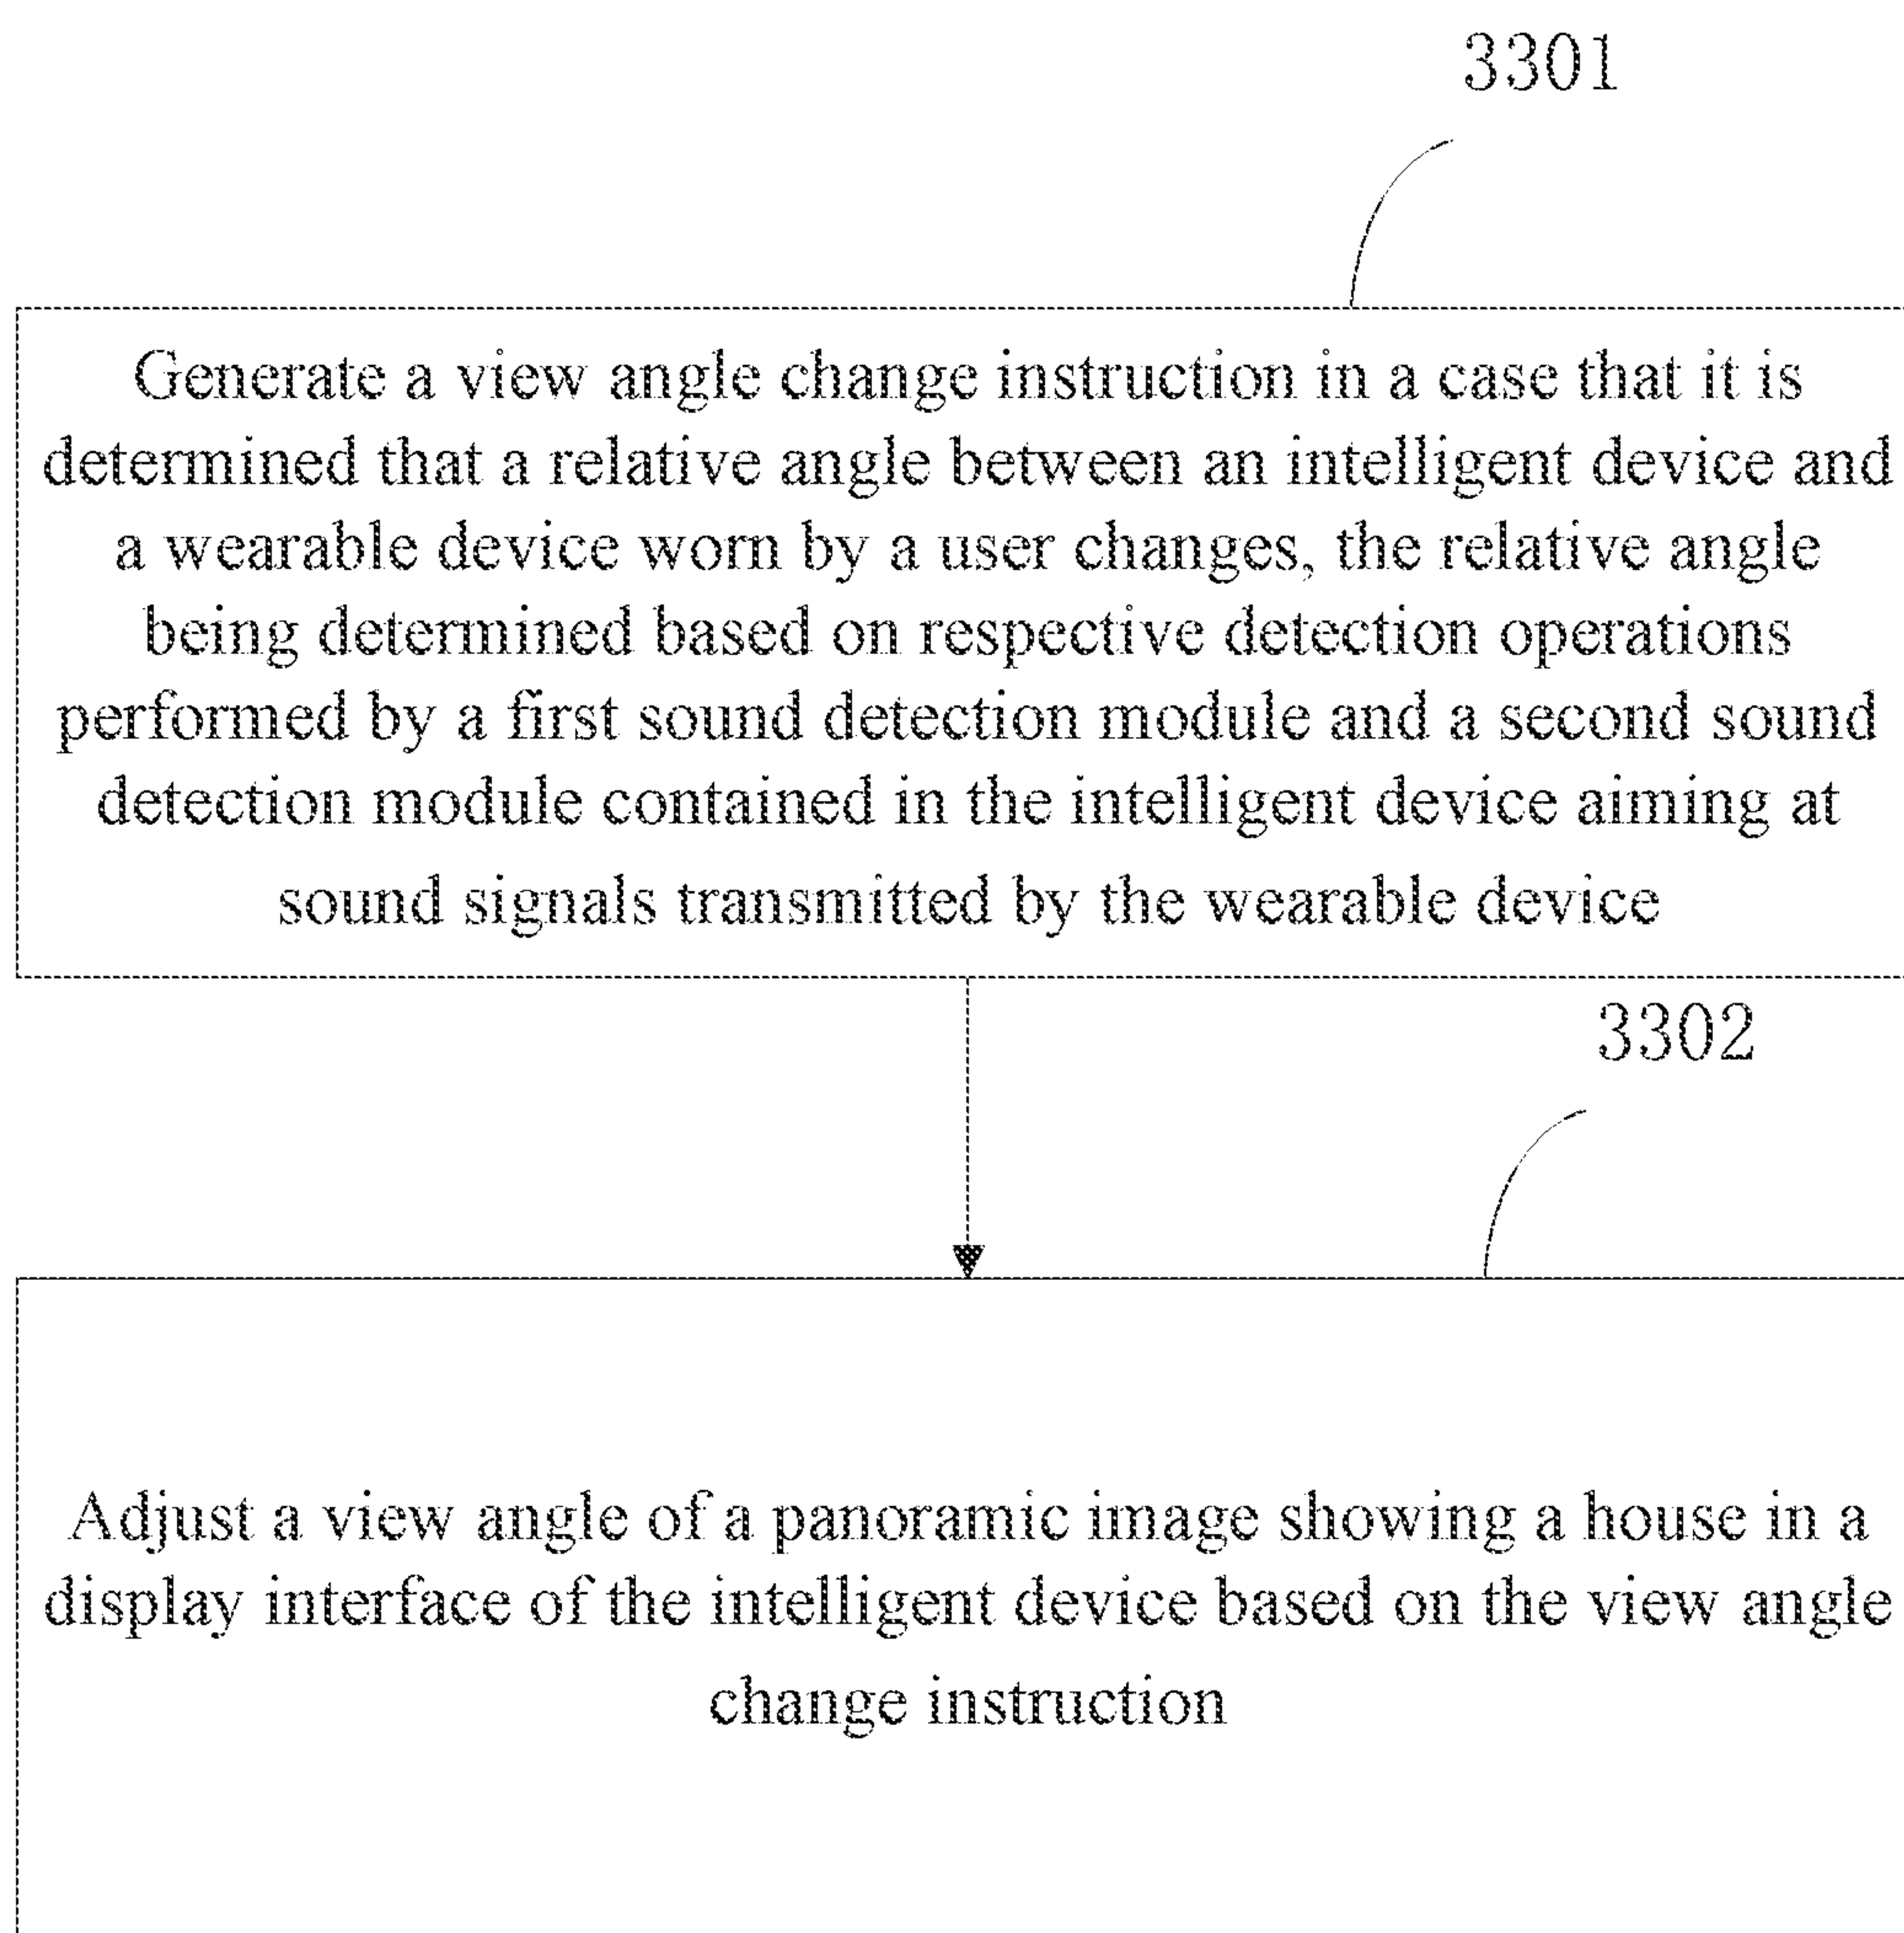 3301
Generate a view angle change instruction in a case that it is
determined that a relative angle between an intelligent device and
a wearable device worn by a user changes, the relative angle
being determined based on respective detection operations
performed by a first sound detection module and a second sound
detection module contained in the intelligent device aiming at
sound signals transmitted by the wearable device
3302
Adjust a view angle of a panoramic image showing a house in a
display interface of the intelligent device based on the view angle
change instruction